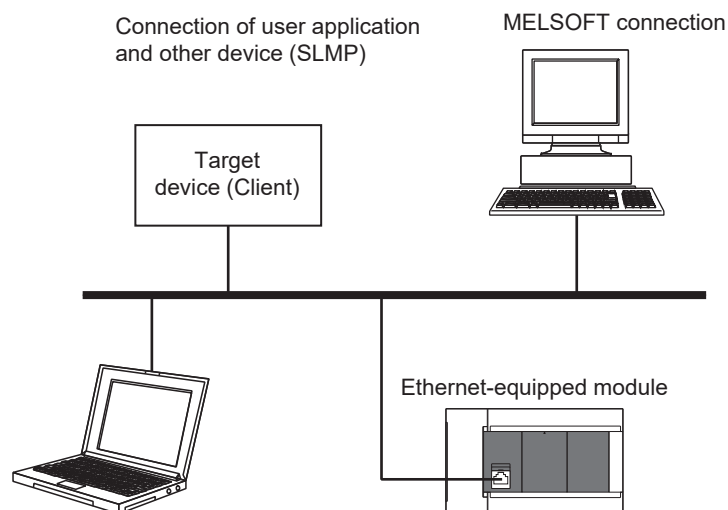 Connection of user application
and other device (SLMP)
MELSOFT connection
Target
device (Client)
Ethernet-equipped module